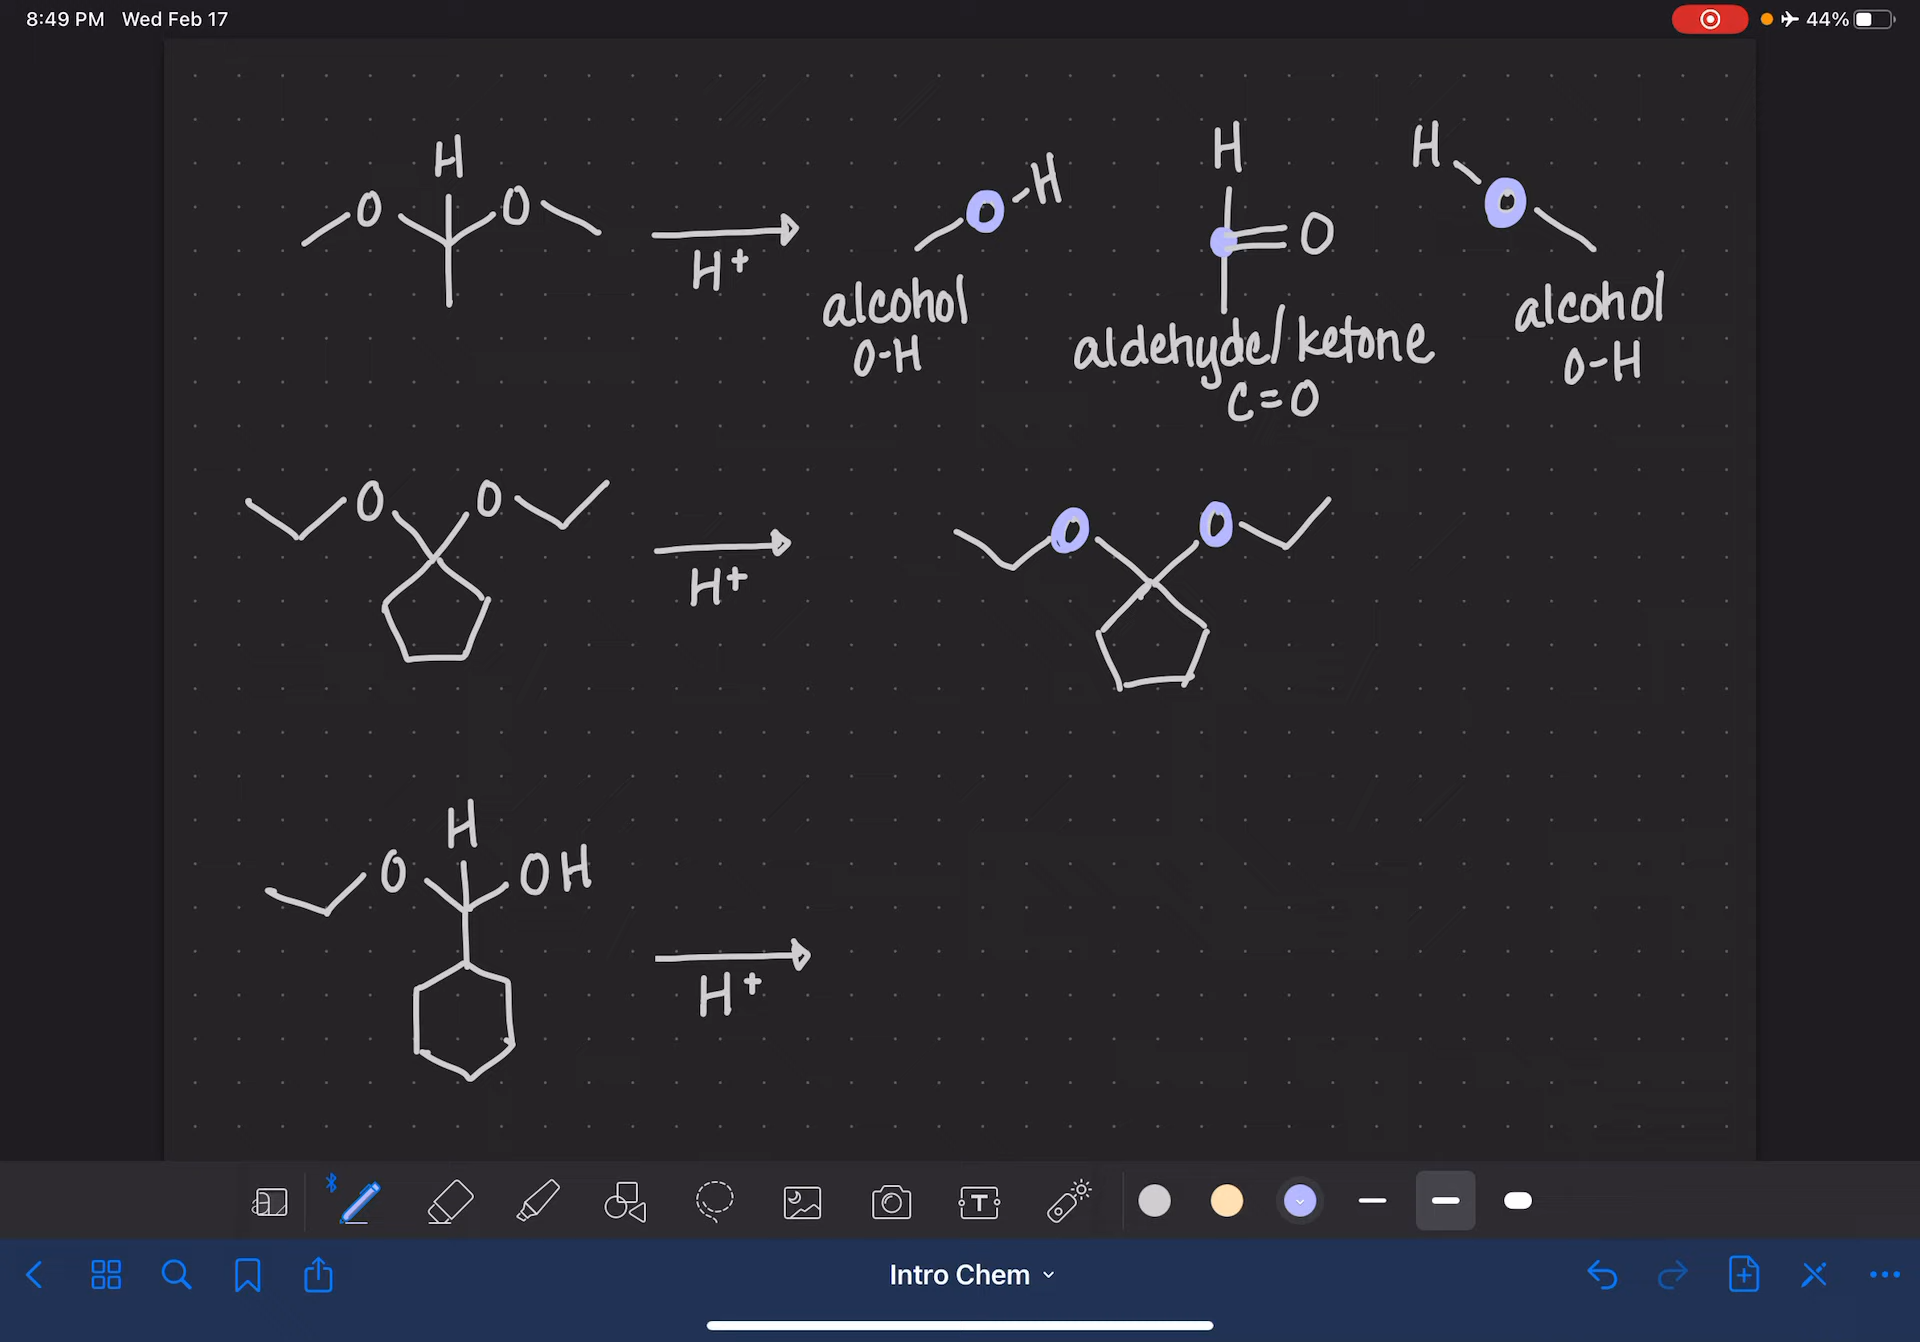 8:49 PM Wed Feb 17
44%
H
O O
H+
O-H
alcohol
O-H
H
O
aldehyde/ketone
C=O
H
O
alcohol
O-H
O O
H+
O O
H
O OH
H+
T
Intro Chem